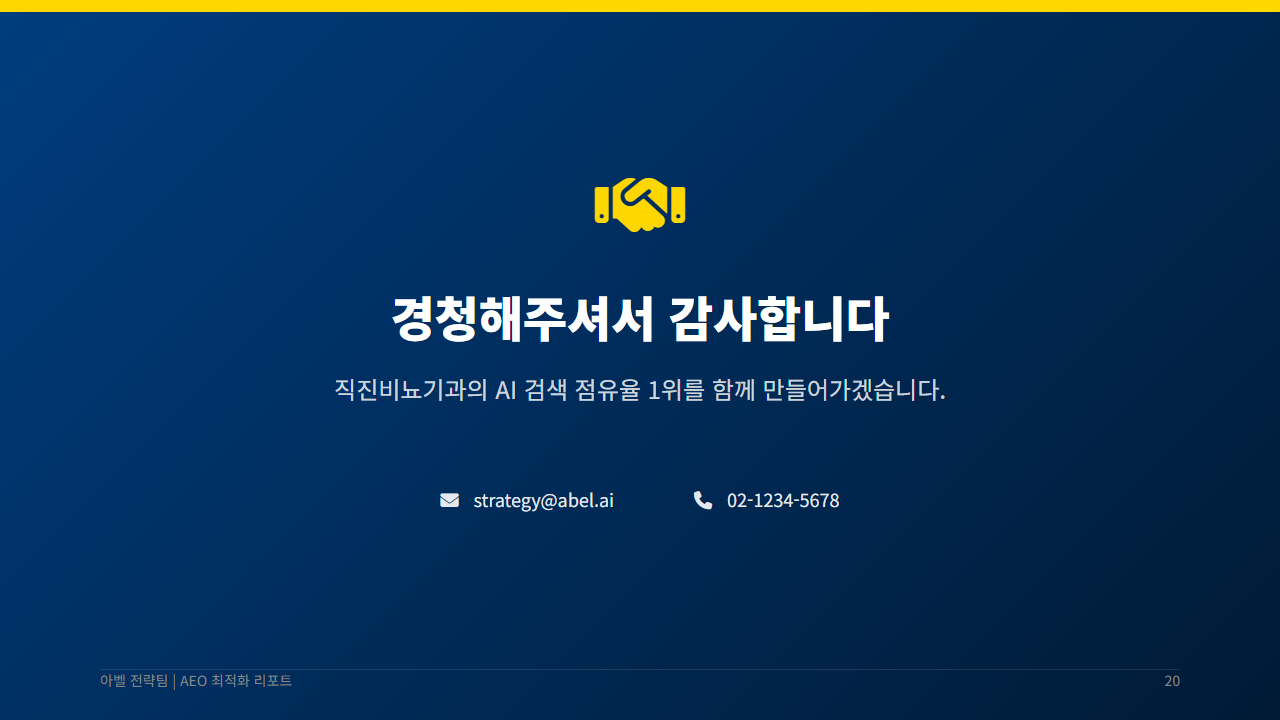 경청해주셔서 감사합니다
직진비뇨기과의 AI 검색 점유율 1위를 함께 만들어가겠습니다.
strategy@abel.ai 02-1234-5678
아벨 전략팀 | AEO 최적화 리포트 20